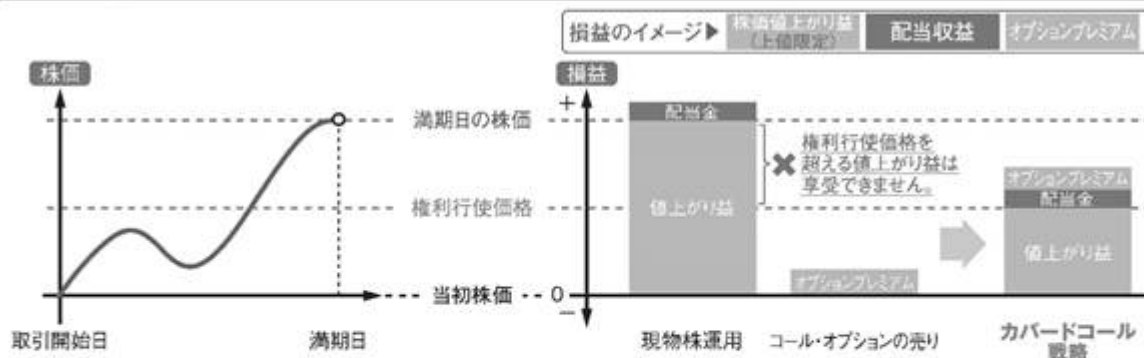 損益のイメージ▶
株価値上がり益
(上値限定)
配当収益
オプションプレミアム
株価
満期日の株価
権利行使価格
当初株価
取引開始日
満期日
損益
+
0
−
配当金
値上がり益
権利行使価格を
超える値上がり益は
享受できません。
オプションプレミアム
オプションプレミアム
配当金
値上がり益
現物株運用
コール・オプションの売り
カバードコール
戦略